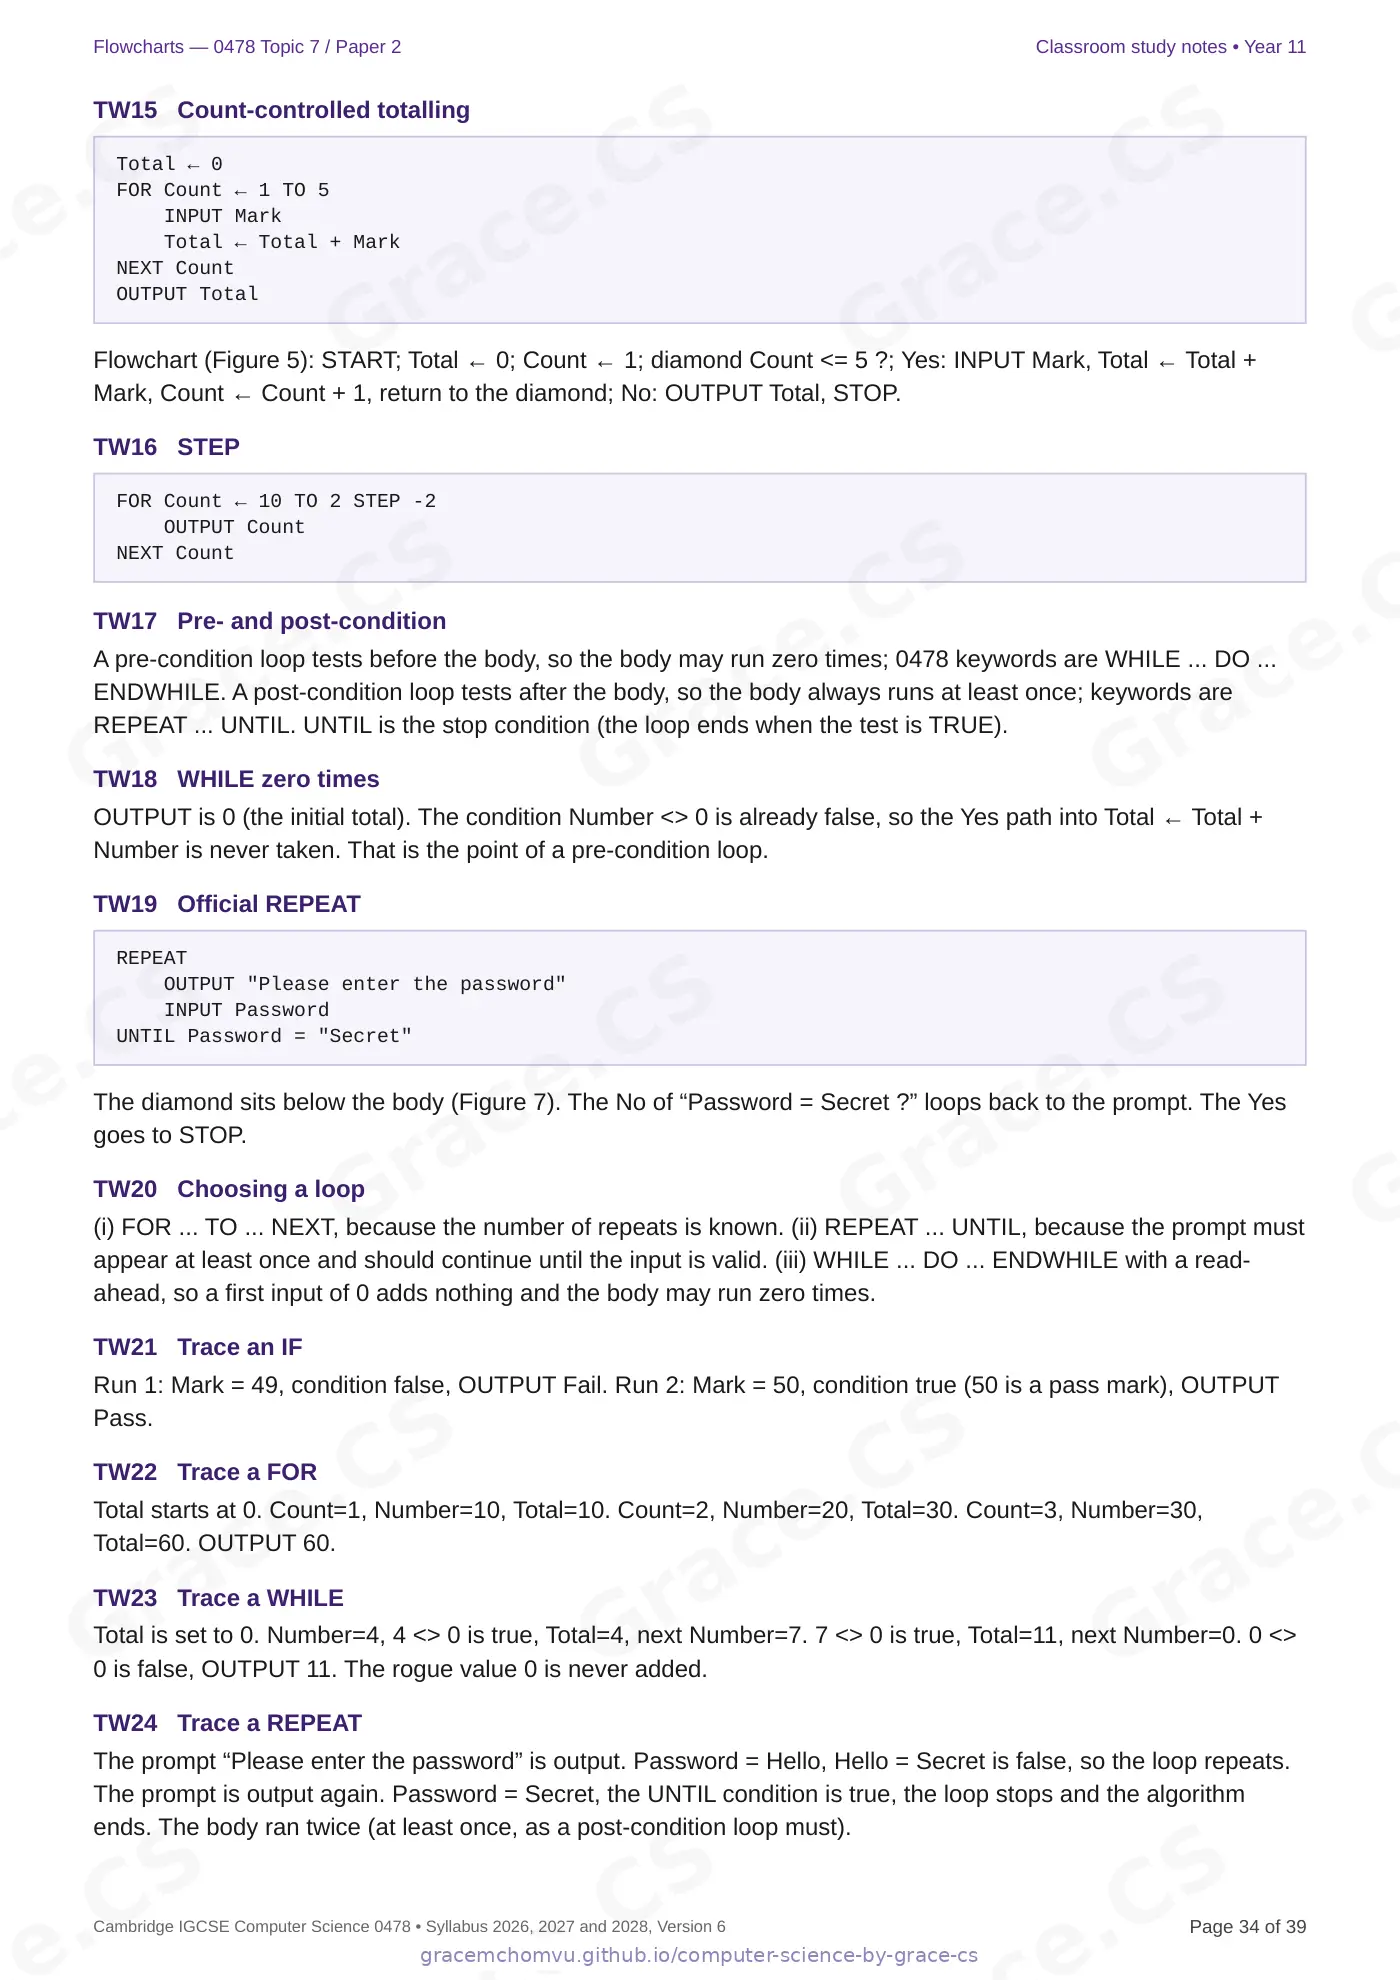 Flowcharts — 0478 Topic 7 / Paper 2
Classroom study notes • Year 11
TW15 Count-controlled totalling
Total ← 0
FOR Count ← 1 TO 5
    INPUT Mark
    Total ← Total + Mark
NEXT Count
OUTPUT Total
Flowchart (Figure 5): START; Total ← 0; Count ← 1; diamond Count <= 5 ?; Yes: INPUT Mark, Total ← Total +
Mark, Count ← Count + 1, return to the diamond; No: OUTPUT Total, STOP.
TW16 STEP
FOR Count ← 10 TO 2 STEP -2
    OUTPUT Count
NEXT Count
TW17 Pre- and post-condition
A pre-condition loop tests before the body, so the body may run zero times; 0478 keywords are WHILE ... DO ...
ENDWHILE. A post-condition loop tests after the body, so the body always runs at least once; keywords are
REPEAT ... UNTIL. UNTIL is the stop condition (the loop ends when the test is TRUE).
TW18 WHILE zero times
OUTPUT is 0 (the initial total). The condition Number <> 0 is already false, so the Yes path into Total ← Total +
Number is never taken. That is the point of a pre-condition loop.
TW19 Official REPEAT
REPEAT
    OUTPUT "Please enter the password"
    INPUT Password
UNTIL Password = "Secret"
The diamond sits below the body (Figure 7). The No of “Password = Secret ?” loops back to the prompt. The Yes
goes to STOP.
TW20 Choosing a loop
(i) FOR ... TO ... NEXT, because the number of repeats is known. (ii) REPEAT ... UNTIL, because the prompt must
appear at least once and should continue until the input is valid. (iii) WHILE ... DO ... ENDWHILE with a read-
ahead, so a first input of 0 adds nothing and the body may run zero times.
TW21 Trace an IF
Run 1: Mark = 49, condition false, OUTPUT Fail. Run 2: Mark = 50, condition true (50 is a pass mark), OUTPUT
Pass.
TW22 Trace a FOR
Total starts at 0. Count=1, Number=10, Total=10. Count=2, Number=20, Total=30. Count=3, Number=30,
Total=60. OUTPUT 60.
TW23 Trace a WHILE
Total is set to 0. Number=4, 4 <> 0 is true, Total=4, next Number=7. 7 <> 0 is true, Total=11, next Number=0. 0 <>
0 is false, OUTPUT 11. The rogue value 0 is never added.
TW24 Trace a REPEAT
The prompt “Please enter the password” is output. Password = Hello, Hello = Secret is false, so the loop repeats.
The prompt is output again. Password = Secret, the UNTIL condition is true, the loop stops and the algorithm
ends. The body ran twice (at least once, as a post-condition loop must).
Cambridge IGCSE Computer Science 0478 • Syllabus 2026, 2027 and 2028, Version 6
Page 34 of 39
gracemchomvu.github.io/computer-science-by-grace-cs
Grace.CS